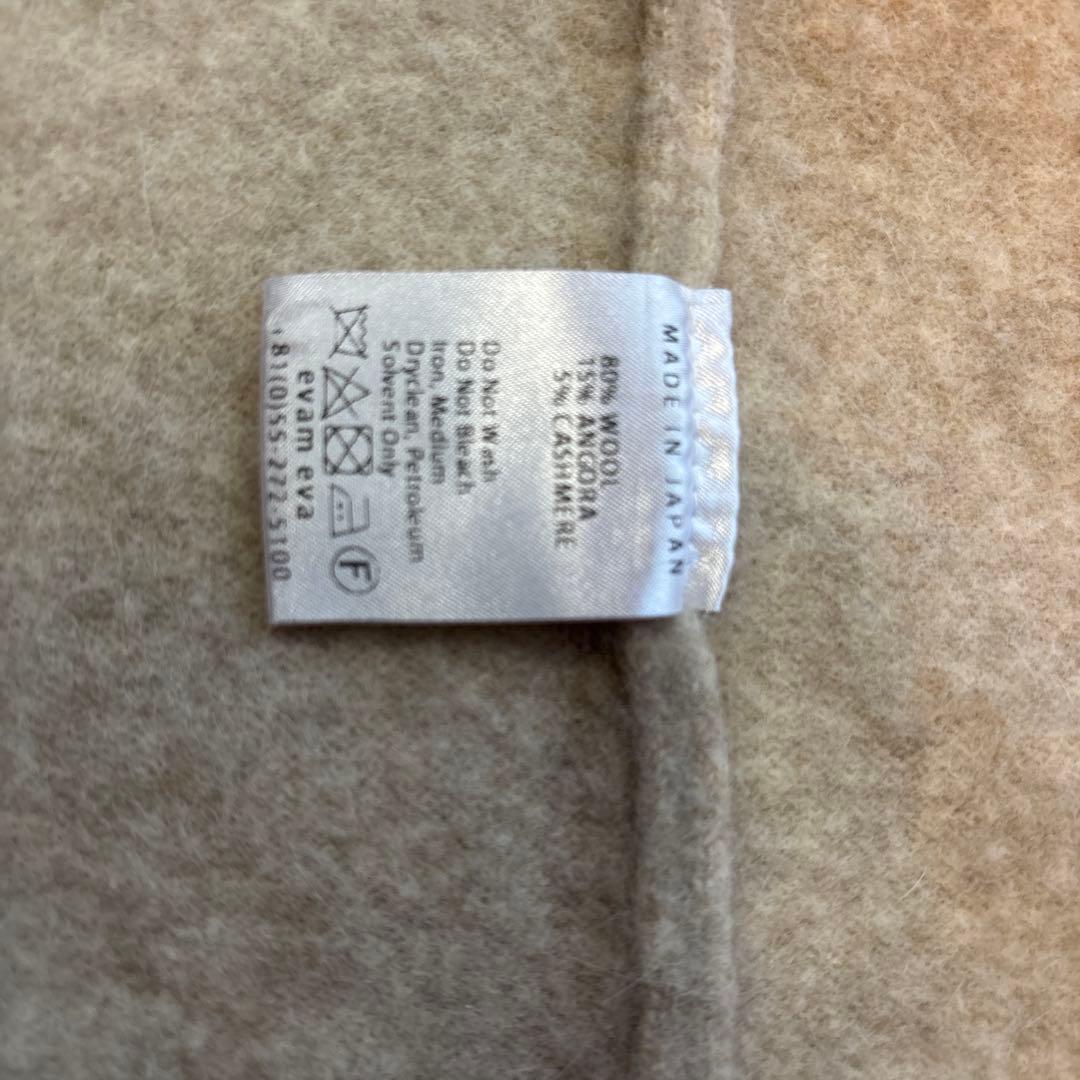 MADE IN JAPAN
80% WOOL
15% ANGORA
5% CASHMERE
Do Not Wash
Do Not Bleach
Iron, Medium
Dryclean, Petroleum
Solvent Only
F
evam eva
81(0)55-222-5100